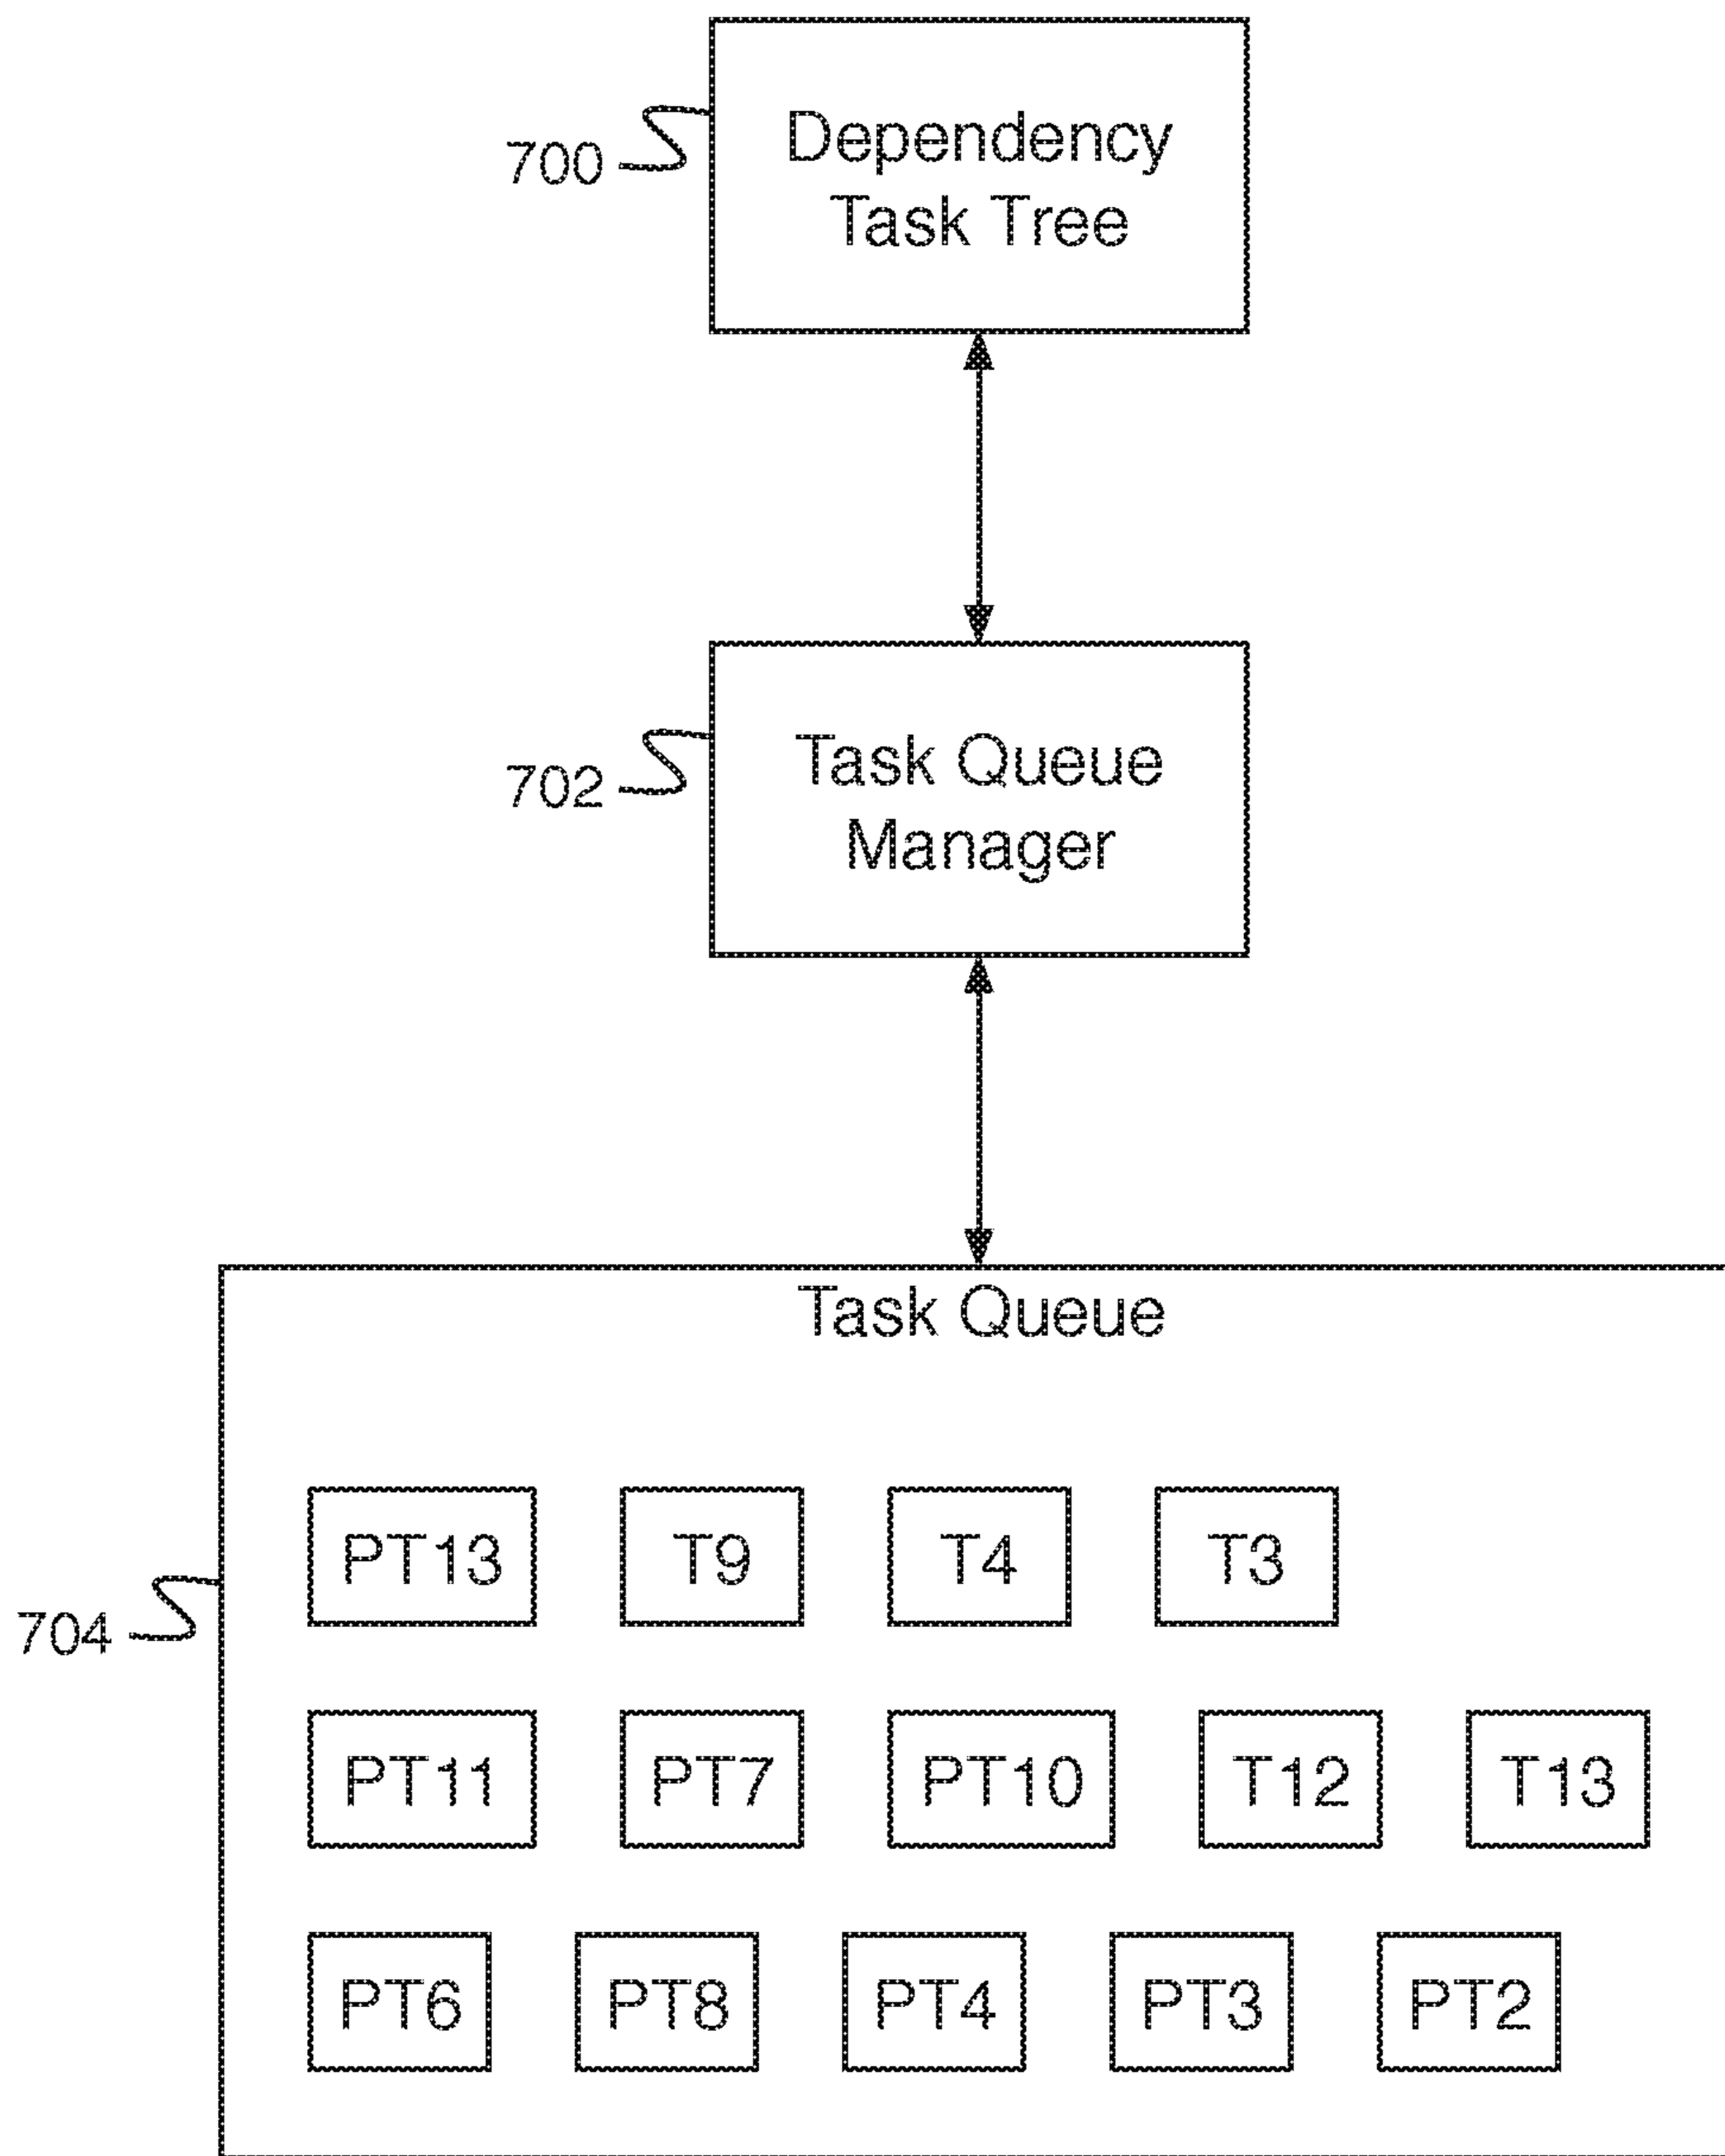 700
Dependency
Task Tree
702
Task Queue
Manager
Task Queue
704
PT13 T9 T4 T3
PT11 PT7 PT10 T12 T13
PT6 PT8 PT4 PT3 PT2